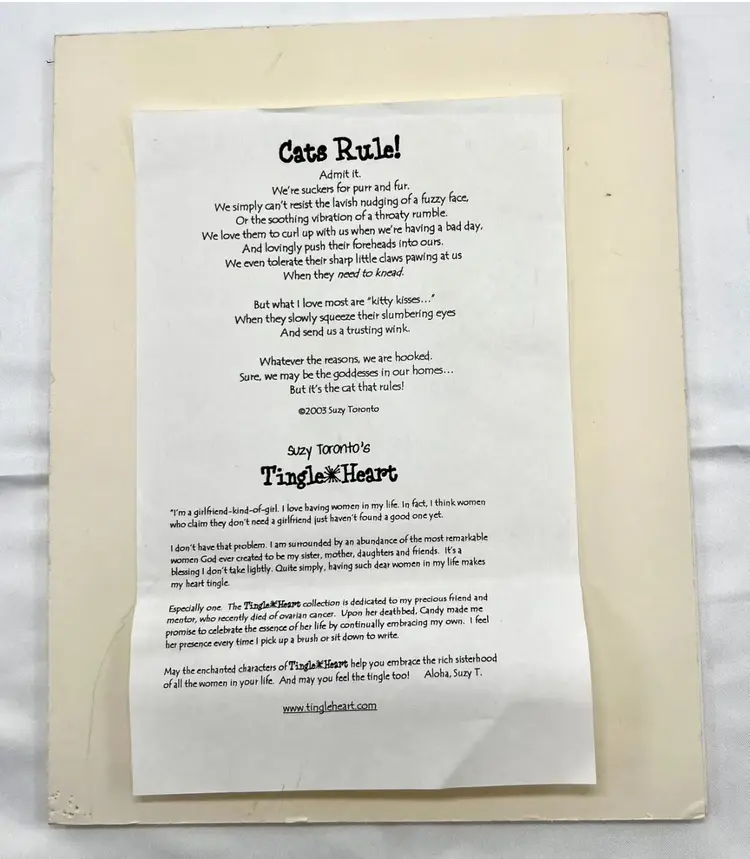 Cats Rule!
Admit it.
We're suckers for purr and fur.
We simply can't resist the lavish nudging of a fuzzy face,
Or the soothing vibration of a throaty rumble.
We love them to curl up with us when we're having a bad day,
And lovingly push their foreheads into ours.
We even tolerate their sharp little claws pawing at us
When they need to knead.
But what I love most are "kitty kisses..."
When they slowly squeeze their slumbering eyes
And send us a trusting wink.
Whatever the reasons, we are hooked.
Sure, we may be the goddesses in our homes...
But it's the cat that rules!
©2003 Suzy Toronto
Suzy Toronto's
Tingle✳Heart
"I'm a girlfriend-kind-of-girl. I love having women in my life. In fact, I think women
who claim they don't need a girlfriend just haven't found a good one yet.
I don't have that problem. I am surrounded by an abundance of the most remarkable
women God ever created to be my sister, mother, daughters and friends. It's a
blessing I don't take lightly. Quite simply, having such dear women in my life makes
my heart tingle.
Especially one. The Tingle✳Heart collection is dedicated to my precious friend and
mentor, who recently died of ovarian cancer. Upon her deathbed, Candy made me
promise to celebrate the essence of her life by continually embracing my own. I feel
her presence every time I pick up a brush or sit down to write.
May the enchanted characters of Tingle✳Heart help you embrace the rich sisterhood
of all the women in your life. And may you feel the tingle too! Aloha, Suzy T.
www.tingleheart.com